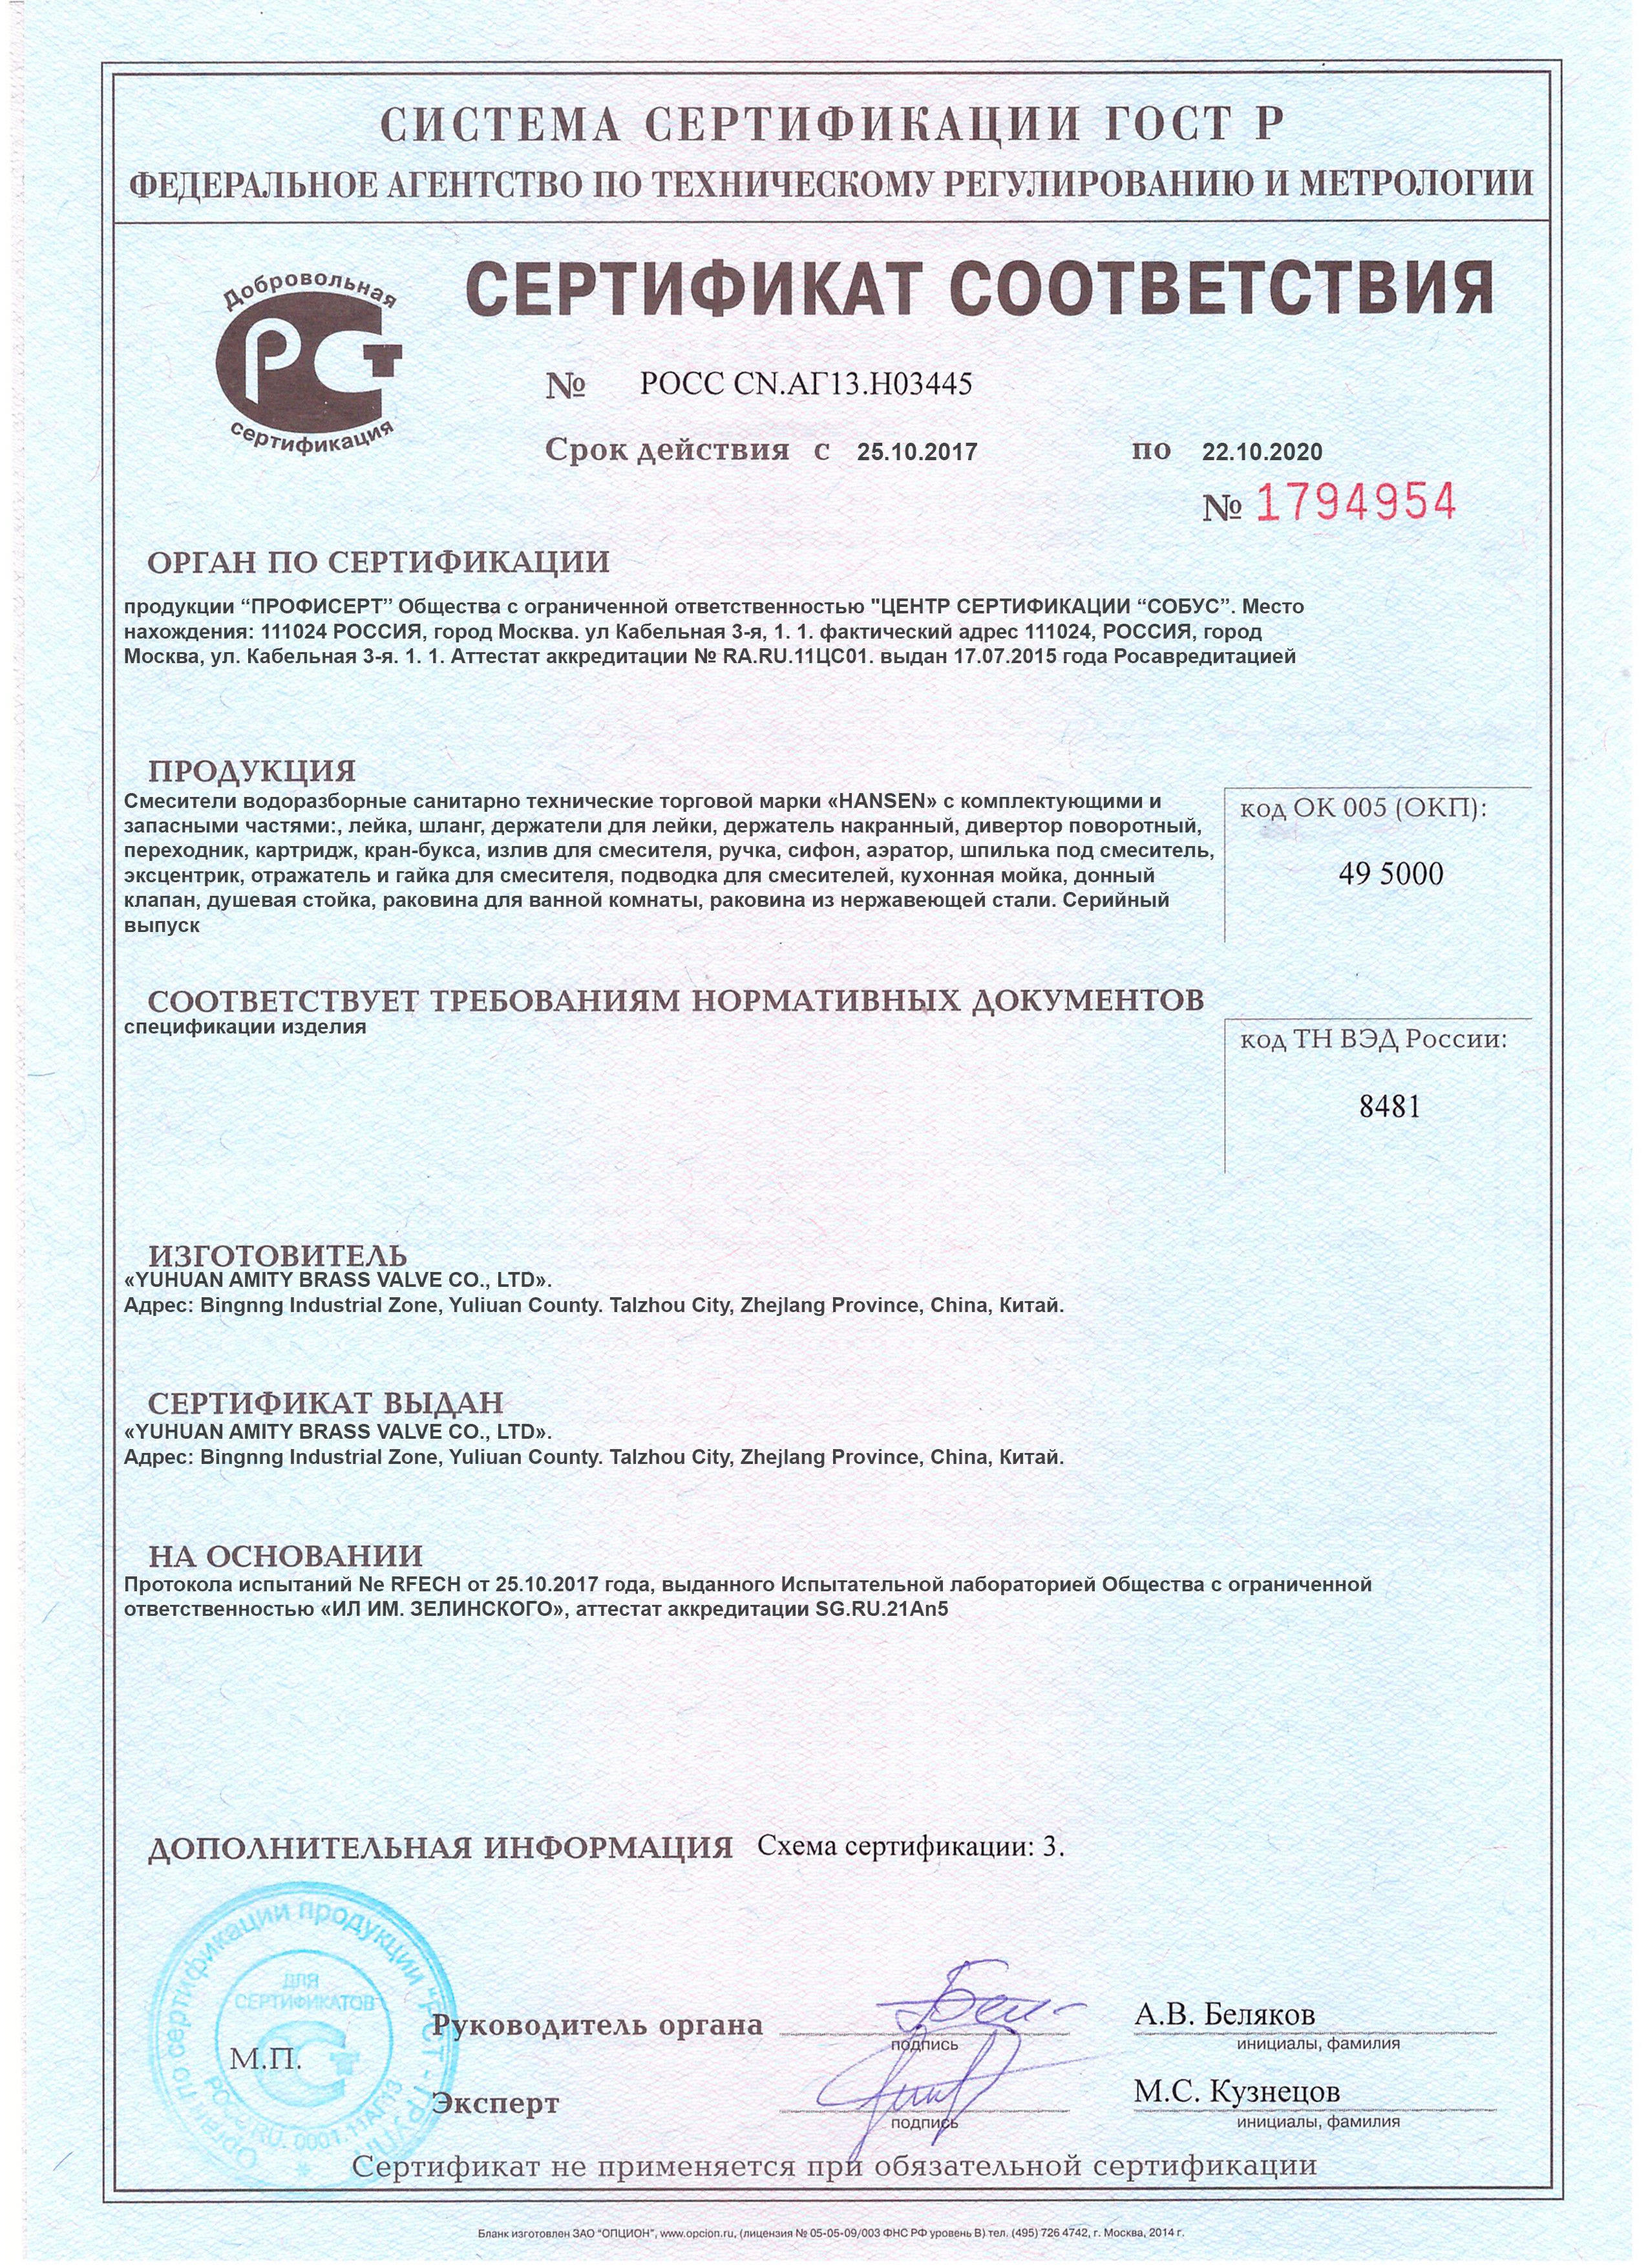 СИСТЕМА СЕРТИФИКАЦИИ ГОСТ Р
ФЕДЕРАЛЬНОЕ АГЕНТСТВО ПО ТЕХНИЧЕСКОМУ РЕГУЛИРОВАНИЮ И МЕТРОЛОГИИ
Добровольная
РСТ
сертификация
СЕРТИФИКАТ СООТВЕТСТВИЯ
№ РОСС CN.АГ13.Н03445
Срок действия с 25.10.2017 по 22.10.2020
№ 1794954
ОРГАН ПО СЕРТИФИКАЦИИ
продукции “ПРОФИСЕРТ” Общества с ограниченной ответственностью "ЦЕНТР СЕРТИФИКАЦИИ “СОБУС”. Место
нахождения: 111024 РОССИЯ, город Москва. ул Кабельная 3-я, 1. 1. фактический адрес 111024, РОССИЯ, город
Москва, ул. Кабельная 3-я. 1. 1. Аттестат аккредитации № RA.RU.11ЦС01. выдан 17.07.2015 года Росавредитацией
ПРОДУКЦИЯ
Смесители водоразборные санитарно технические торговой марки «HANSEN» с комплектующими и
запасными частями:, лейка, шланг, держатели для лейки, держатель накранный, дивертор поворотный,
переходник, картридж, кран-букса, излив для смесителя, ручка, сифон, аэратор, шпилька под смеситель,
эксцентрик, отражатель и гайка для смесителя, подводка для смесителей, кухонная мойка, донный
клапан, душевая стойка, раковина для ванной комнаты, раковина из нержавеющей стали. Серийный
выпуск
код ОК 005 (ОКП):
49 5000
СООТВЕТСТВУЕТ ТРЕБОВАНИЯМ НОРМАТИВНЫХ ДОКУМЕНТОВ
спецификации изделия
код ТН ВЭД России:
8481
ИЗГОТОВИТЕЛЬ
«YUHUAN AMITY BRASS VALVE CO., LTD».
Адрес: Bingnng Industrial Zone, Yuliuan County. Talzhou City, Zhejlang Province, China, Китай.
СЕРТИФИКАТ ВЫДАН
«YUHUAN AMITY BRASS VALVE CO., LTD».
Адрес: Bingnng Industrial Zone, Yuliuan County. Talzhou City, Zhejlang Province, China, Китай.
НА ОСНОВАНИИ
Протокола испытаний Ne RFECH от 25.10.2017 года, выданного Испытательной лабораторией Общества с ограниченной
ответственностью «ИЛ ИМ. ЗЕЛИНСКОГО», аттестат аккредитации SG.RU.21An5
ДОПОЛНИТЕЛЬНАЯ ИНФОРМАЦИЯ Схема сертификации: 3.
Орган по сертификации продукции
ДЛЯ
СЕРТИФИКАТОВ
М.П.
Руководитель органа
подпись
А.В. Беляков
инициалы, фамилия
Эксперт
подпись
М.С. Кузнецов
инициалы, фамилия
Сертификат не применяется при обязательной сертификации
Бланк изготовлен ЗАО "ОПЦИОН", www.opcion.ru, (лицензия № 05-05-09/003 ФНС РФ уровень В) тел. (495) 726 4742, г. Москва, 2014 г.